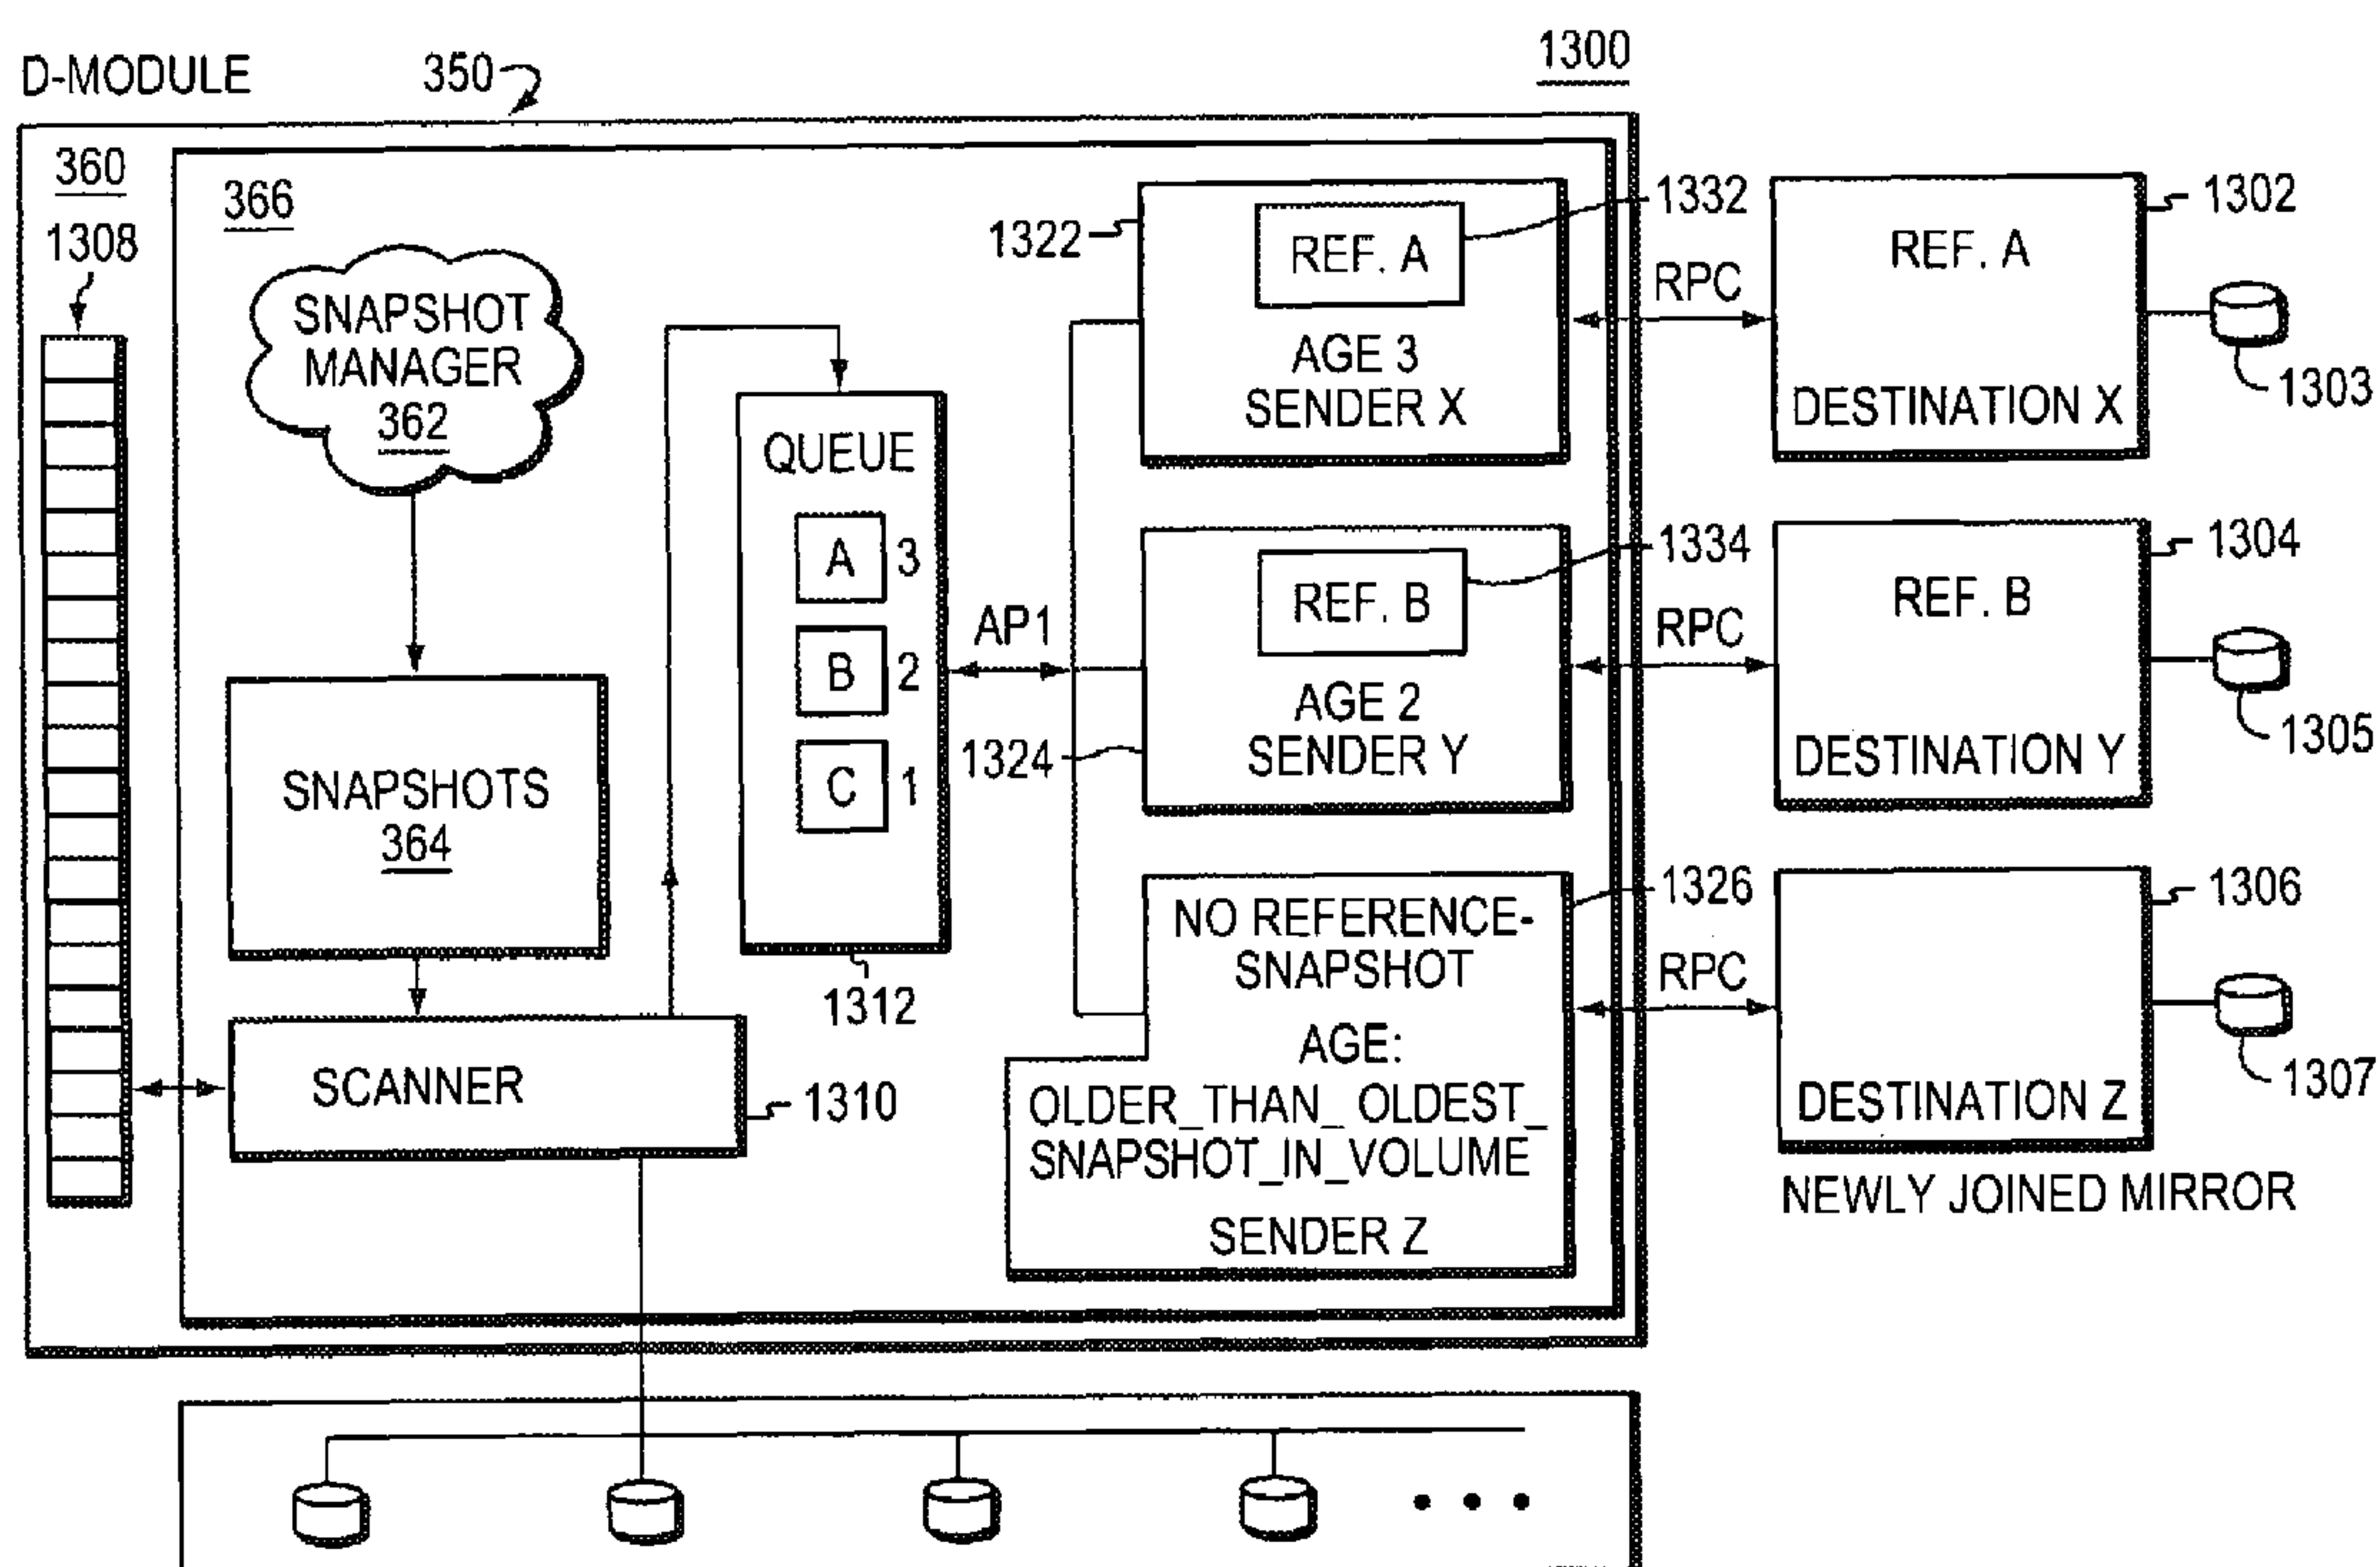 D-MODULE
350
1300
360
1308
366
SNAPSHOT
MANAGER
362
SNAPSHOTS
364
SCANNER
1310
QUEUE
A 3
B 2
C 1
1312
AP1
1322
REF. A
1332
AGE 3
SENDER X
RPC
REF. A
DESTINATION X
1302
1303
1324
REF. B
1334
AGE 2
SENDER Y
RPC
REF. B
DESTINATION Y
1304
1305
1326
NO REFERENCE-
SNAPSHOT
AGE:
OLDER_THAN_OLDEST_
SNAPSHOT_IN_VOLUME
SENDER Z
RPC
DESTINATION Z
1306
1307
NEWLY JOINED MIRROR